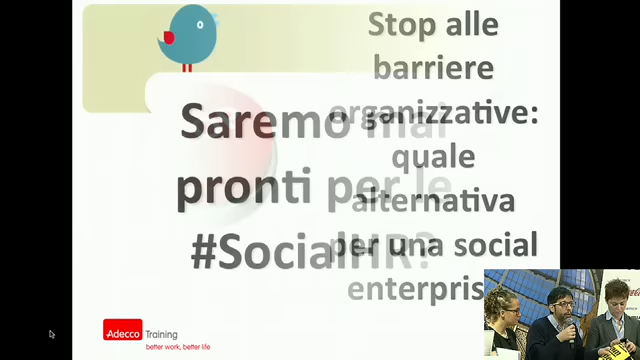 Stop alle
barriere
organizzative:
quale
alternativa
per una social
enterpris
Saremo mai
pronti per le
#SocialHR?
Adecco Training
better work, better life